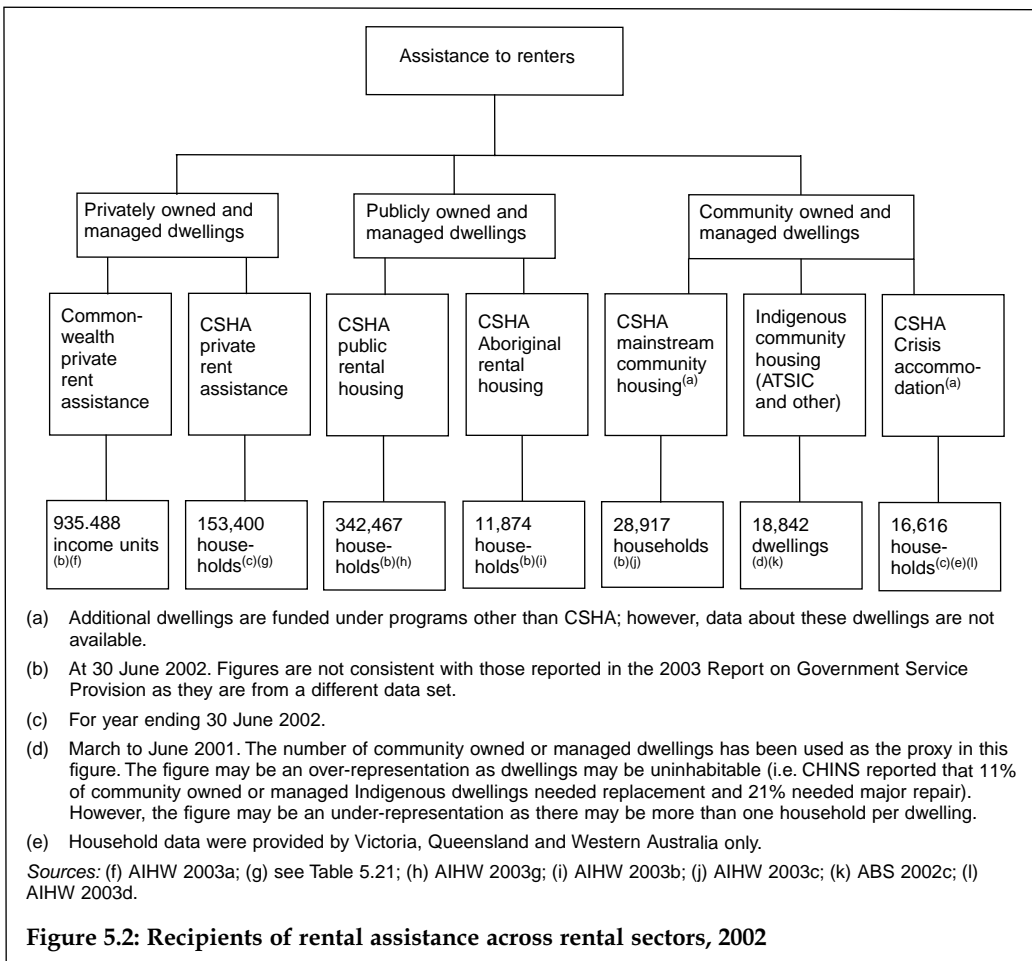 Assistance to renters
Privately owned and
managed dwellings
Publicly owned and
managed dwellings
Community owned and
managed dwellings
Common-
wealth
private
rent
assistance
CSHA
private
rent
assistance
CSHA
public
rental
housing
CSHA
Aboriginal
rental
housing
CSHA
mainstream
community
housing(a)
Indigenous
community
housing
(ATSIC
and other)
CSHA
Crisis
accommo-
dation(a)
935.488
income units
(b)(f)
153,400
house-
holds(c)(g)
342,467
house-
holds(b)(h)
11,874
house-
holds(b)(i)
28,917
households
(b)(j)
18,842
dwellings
(d)(k)
16,616
house-
holds(c)(e)(l)
(a) Additional dwellings are funded under programs other than CSHA; however, data about these dwellings are not
available.
(b) At 30 June 2002. Figures are not consistent with those reported in the 2003 Report on Government Service
Provision as they are from a different data set.
(c) For year ending 30 June 2002.
(d) March to June 2001. The number of community owned or managed dwellings has been used as the proxy in this
figure. The figure may be an over-representation as dwellings may be uninhabitable (i.e. CHINS reported that 11%
of community owned or managed Indigenous dwellings needed replacement and 21% needed major repair).
However, the figure may be an under-representation as there may be more than one household per dwelling.
(e) Household data were provided by Victoria, Queensland and Western Australia only.
Sources: (f) AIHW 2003a; (g) see Table 5.21; (h) AIHW 2003g; (i) AIHW 2003b; (j) AIHW 2003c; (k) ABS 2002c; (l)
AIHW 2003d.
Figure 5.2: Recipients of rental assistance across rental sectors, 2002